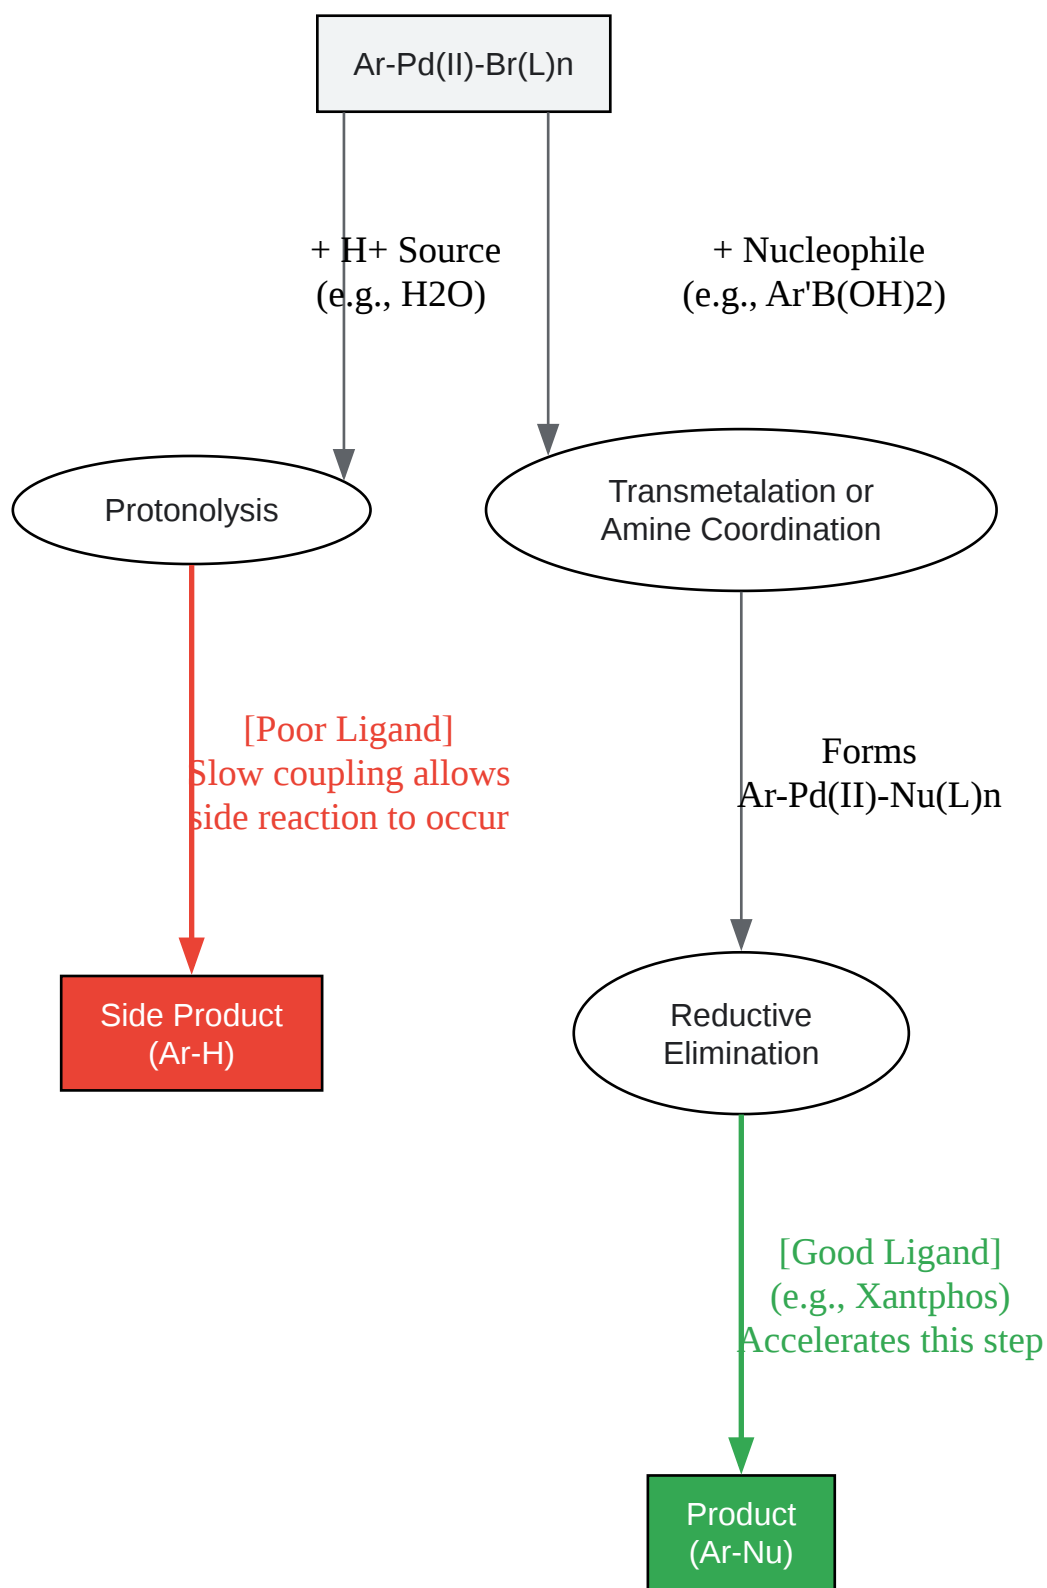 Ar-Pd(II)-Br(L)n
+ H+ Source
(e.g., H2O)
+ Nucleophile
(e.g., Ar'B(OH)2)
Protonolysis
Transmetalation or
Amine Coordination
[Poor Ligand]
Slow coupling allows
side reaction to occur
Forms
Ar-Pd(II)-Nu(L)n
Side Product
(Ar-H)
Reductive
Elimination
[Good Ligand]
(e.g., Xantphos)
Accelerates this step
Product
(Ar-Nu)